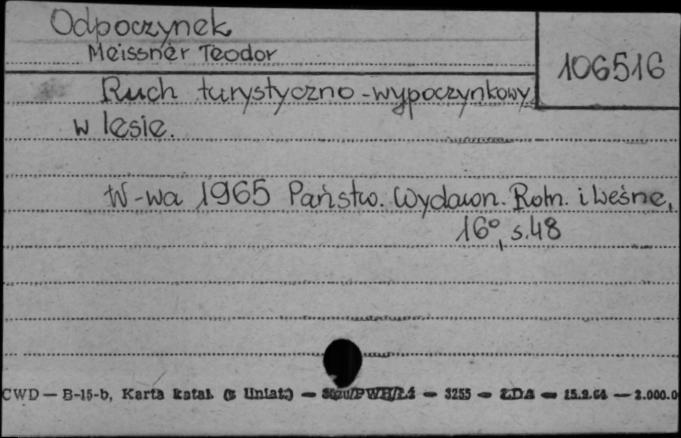 Odpoczynek
Meissner Teodor
106516
Ruch turystyczno-wypoczynkowy
w lesie.
W-wa 1965 Państw. Wydawn. Roln. i Leśne,
16°, s.48
CWD — B-15-b, Karta katal. (z Uniat.) — — 3255 — ŁDA — 15.2.64 — 2.000.0